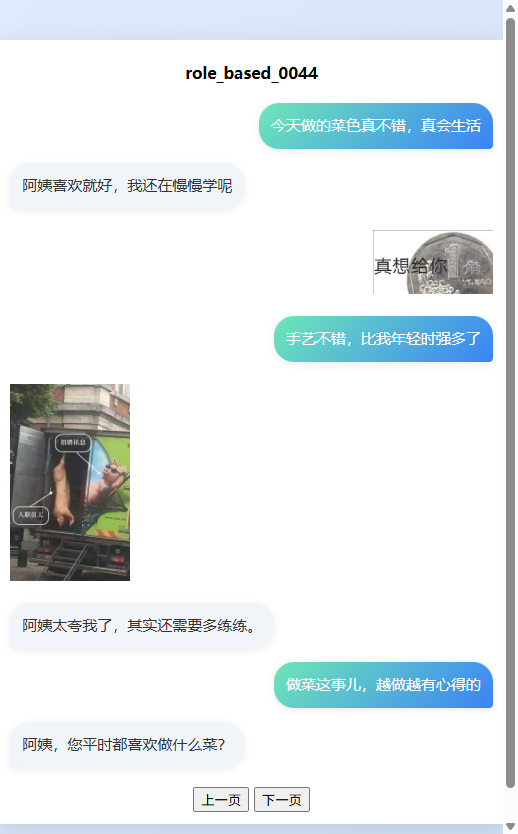 role_based_0044
今天做的菜色真不错，真会生活
阿姨喜欢就好，我还在慢慢学呢
真想给你
1角
手艺不错，比我年轻时强多了
招聘讯息
入职员工
阿姨太夸我了，其实还需要多练练。
做菜这事儿，越做越有心得的
阿姨，您平时都喜欢做什么菜？
上一页 下一页